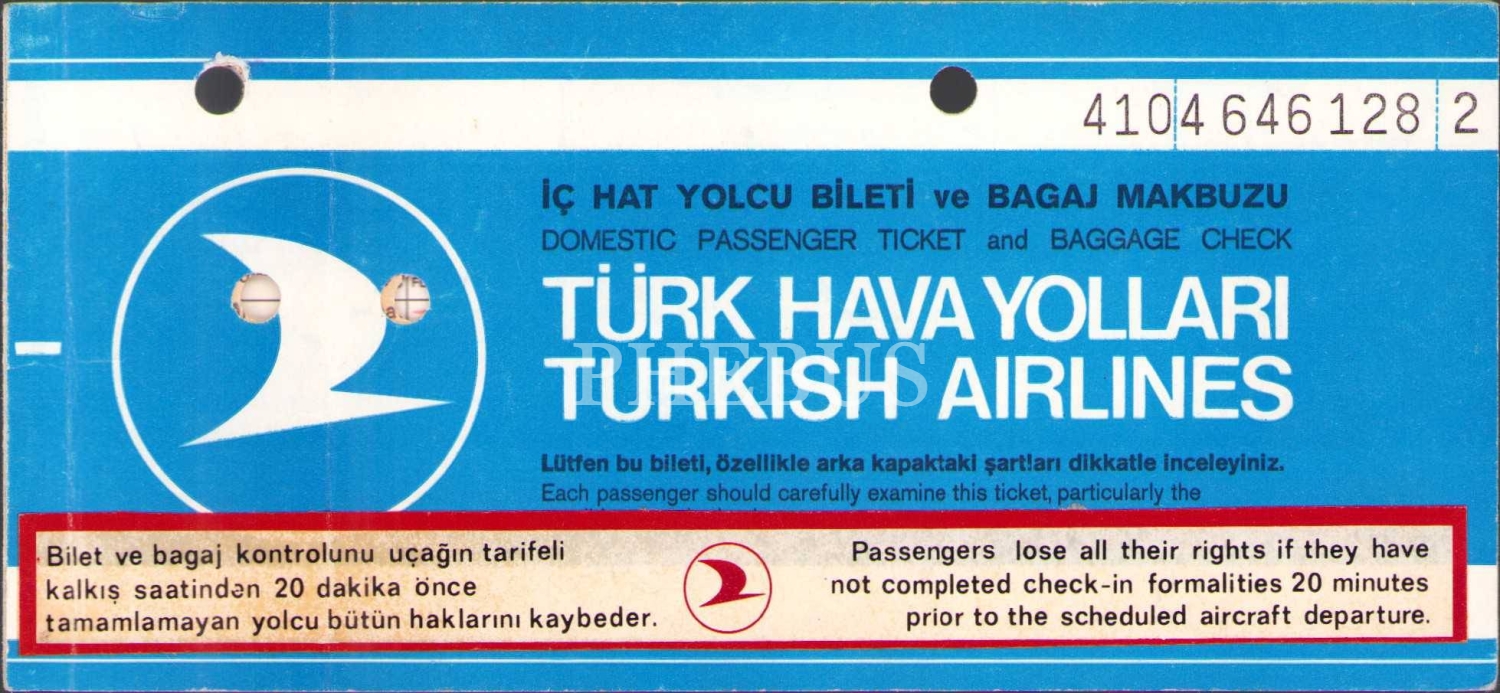 4104 646 128 2
İÇ HAT YOLCU BİLETİ ve BAGAJ MAKBUZU
DOMESTIC PASSENGER TICKET and BAGGAGE CHECK
TÜRK HAVA YOLLARI
TURKISH AIRLINES
PHEBUS
Lütfen bu bileti, özellikle arka kapaktaki şartları dikkatle inceleyiniz.
Each passenger should carefully examine this ticket, particularly the
Bilet ve bagaj kontrolunu uçağın tarifeli
kalkış saatinden 20 dakika önce
tamamlamayan yolcu bütün haklarını kaybeder.
Passengers lose all their rights if they have
not completed check-in formalities 20 minutes
prior to the scheduled aircraft departure.